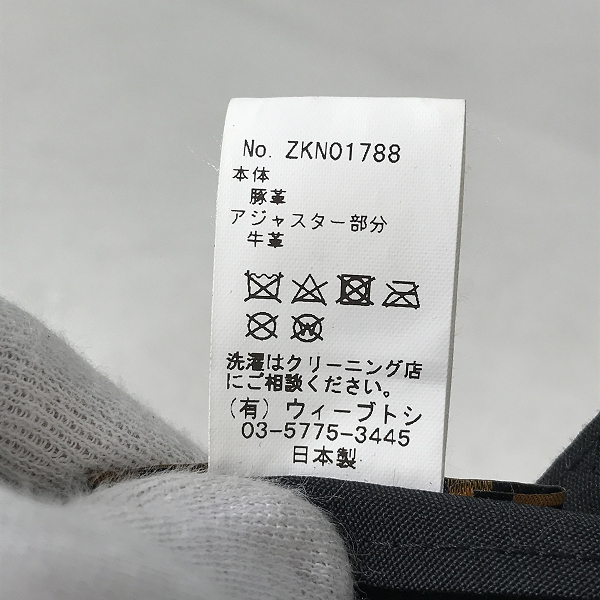 No. ZKN01788
本体
豚革
アジャスター部分
牛革
W
洗濯はクリーニング店
にご相談ください。
(有) ウィーブトシ
03-5775-3445
日本製